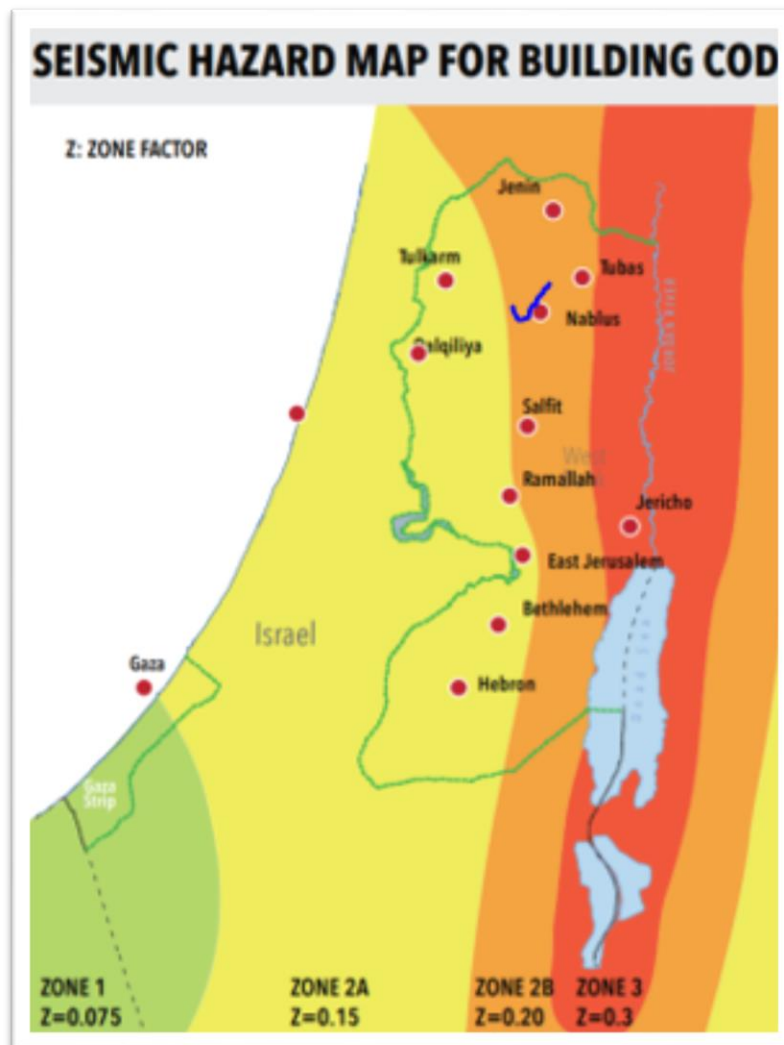 SEISMIC HAZARD MAP FOR BUILDING COD
Z: ZONE FACTOR
Jenin
Tulkarm
Tubas
Nablus
Qalqiliya
JORDAN RIVER
Salfit
West
Ramallah
Jericho
East Jerusalem
Bethlehem
Israel
Gaza
Hebron
Gaza
Strip
ZONE 1
Z=0.075
ZONE 2A
Z=0.15
ZONE 2B
Z=0.20
ZONE 3
Z=0.3